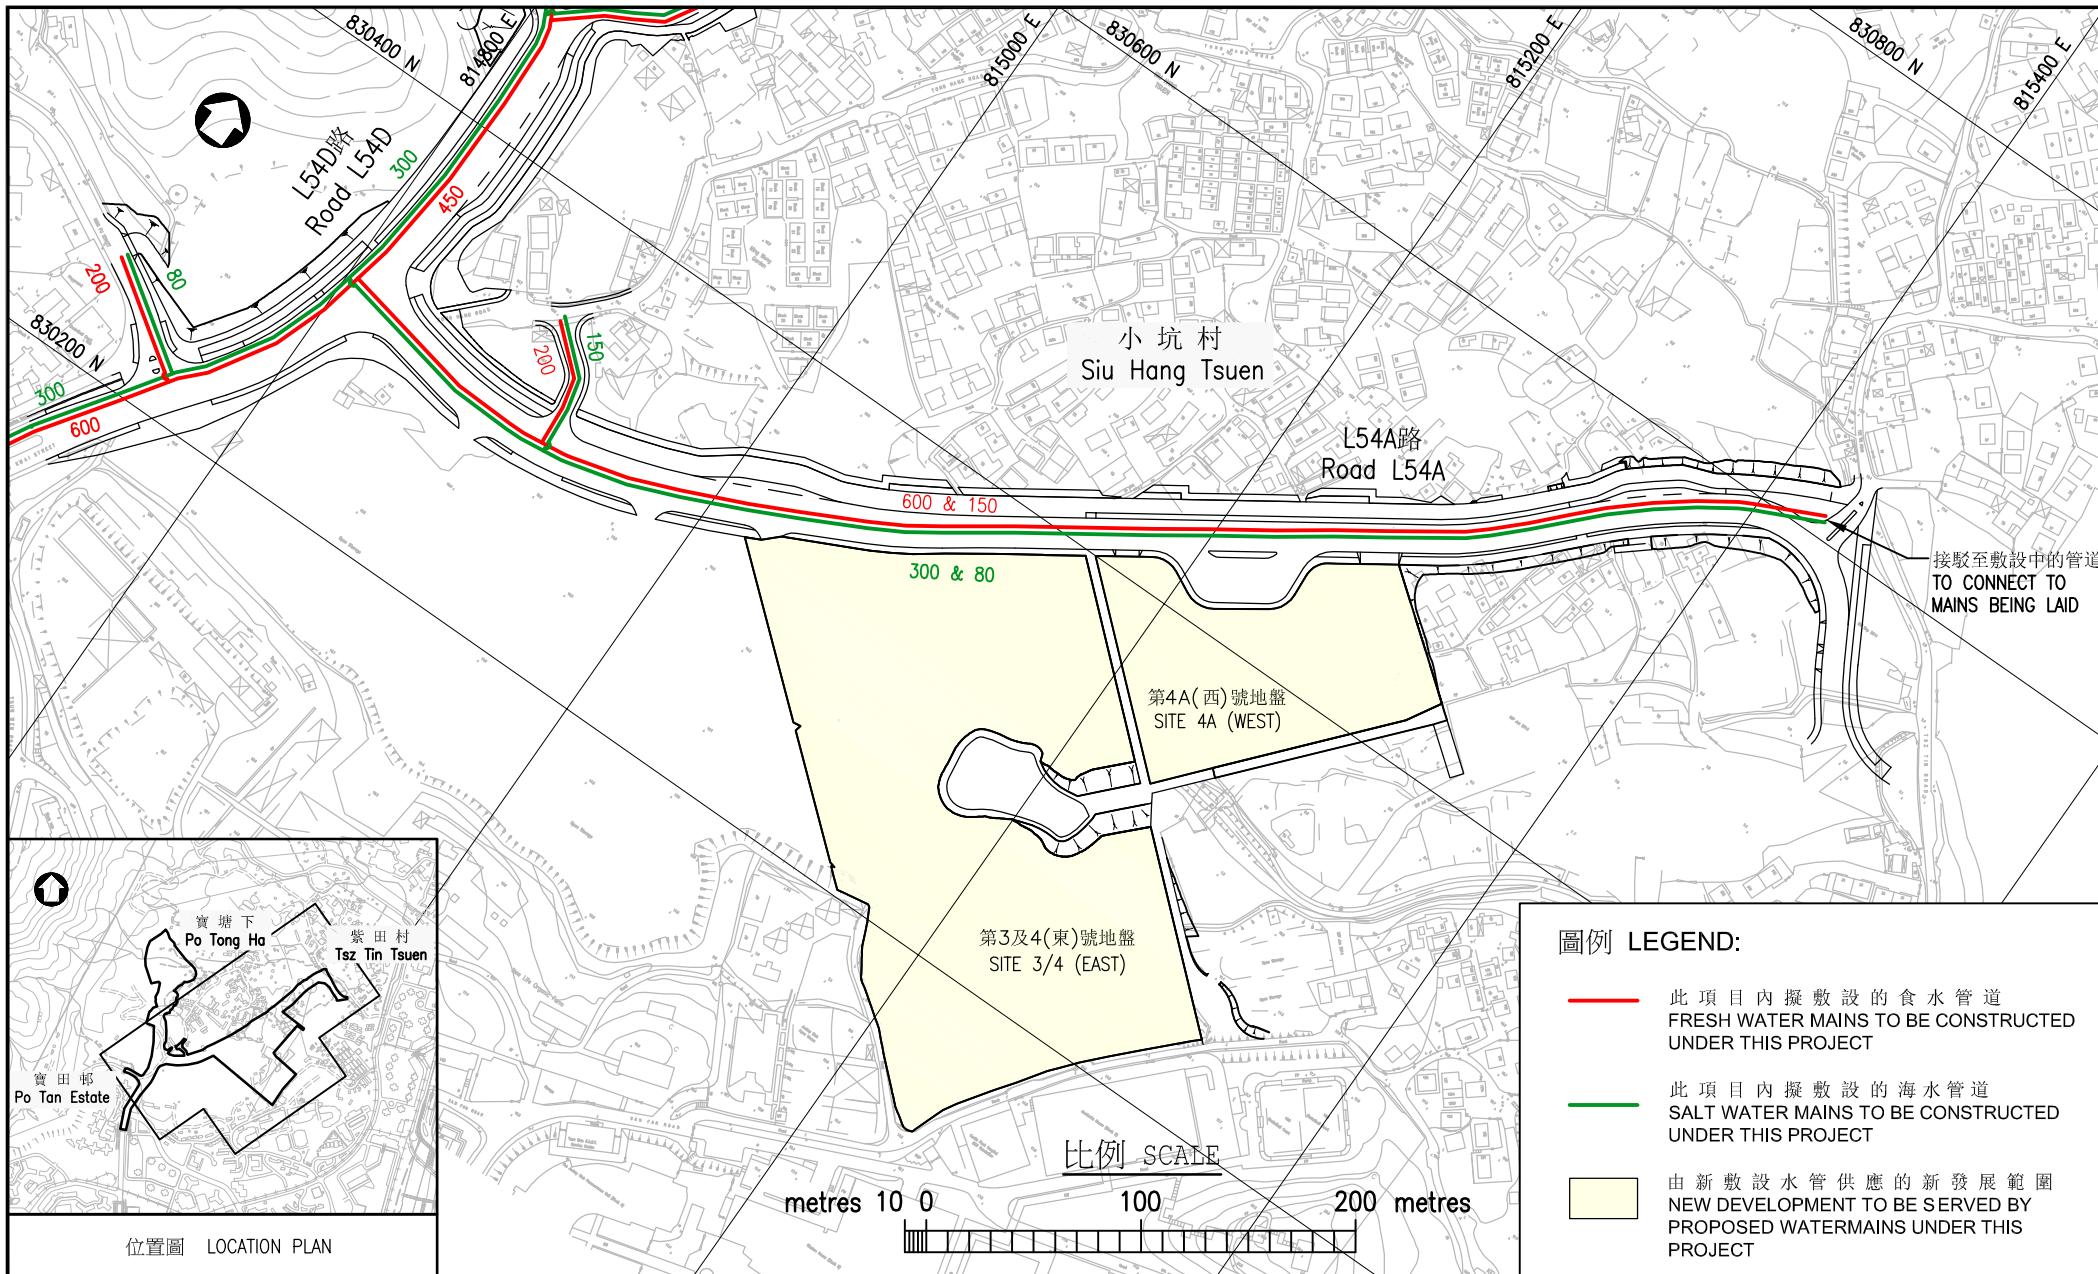 830400 N
814800 E
815000 E
830600 N
815200 E
830800 N
815400 E
L54D路
Road L54D
300
450
200
80
830200 N
300
600
200
150
小坑村
Siu Hang Tsuen
L54A路
Road L54A
600 & 150
300 & 80
接駁至敷設中的管道
TO CONNECT TO
MAINS BEING LAID
第4A(西)號地盤
SITE 4A (WEST)
第3及4(東)號地盤
SITE 3/4 (EAST)
寶塘下
Po Tong Ha
紫田村
Tsz Tin Tsuen
寶田邨
Po Tan Estate
位置圖 LOCATION PLAN
比例 SCALE
metres 10 0 100 200 metres
圖例 LEGEND:
此項目內擬敷設的食水管道
FRESH WATER MAINS TO BE CONSTRUCTED
UNDER THIS PROJECT
此項目內擬敷設的海水管道
SALT WATER MAINS TO BE CONSTRUCTED
UNDER THIS PROJECT
由新敷設水管供應的新發展範圍
NEW DEVELOPMENT TO BE SERVED BY
PROPOSED WATERMAINS UNDER THIS
PROJECT